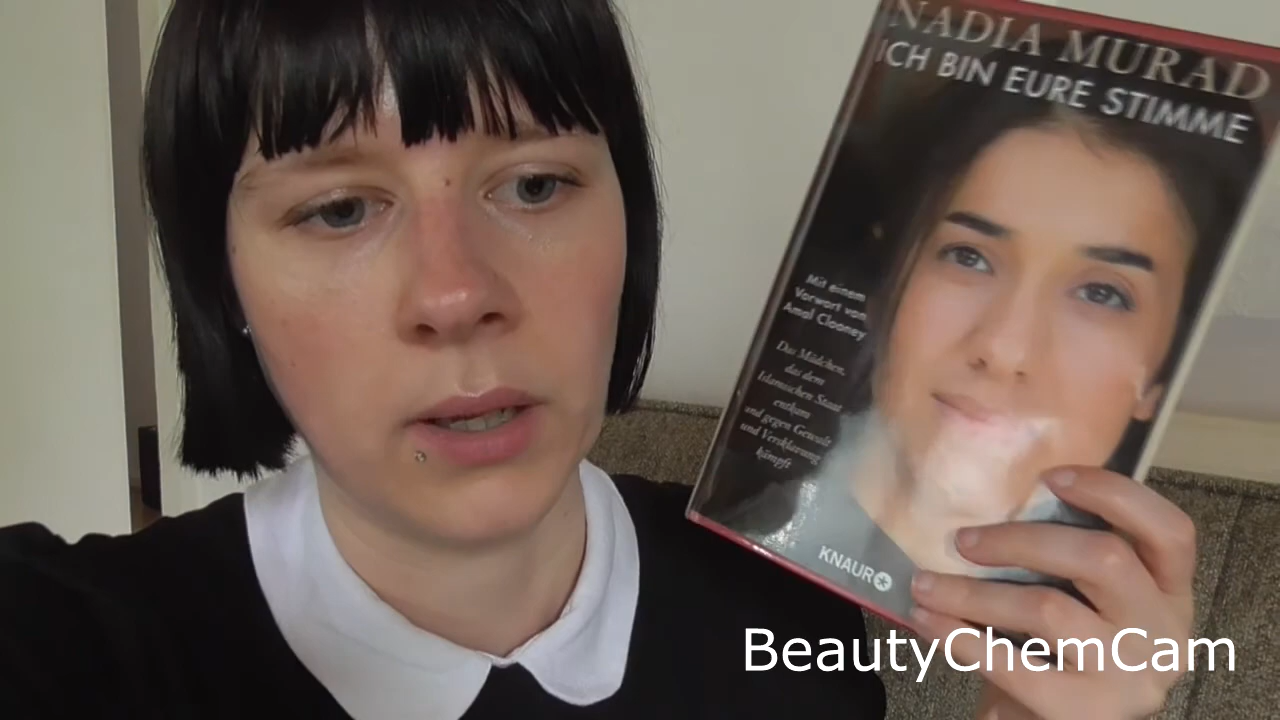 NADIA MURAD
ICH BIN EURE STIMME
Mit einem
Vorwort von
Amal Clooney
Das Mädchen,
das dem
Islamischen Staat
entkam
und gegen Gewalt
und Versklavung
kämpft
KNAUR
BeautyChemCam